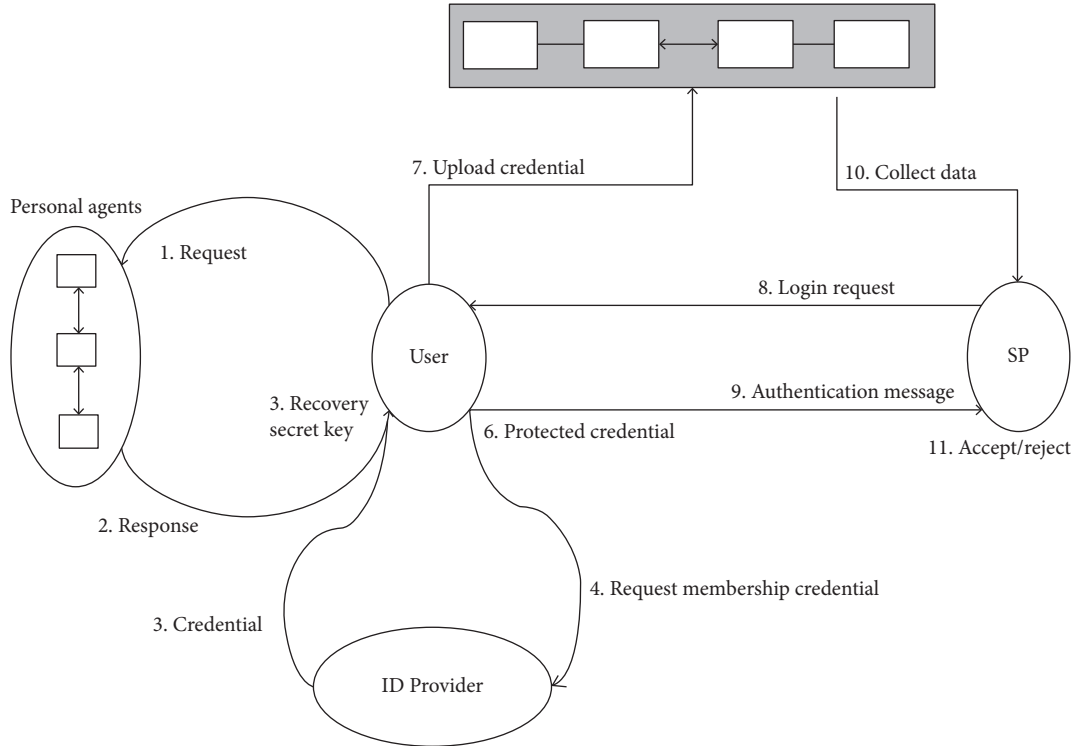 7. Upload credential
10. Collect data
Personal agents
1. Request
8. Login request
User
SP
3. Recovery
secret key
9. Authentication message
6. Protected credential
11. Accept/reject
2. Response
4. Request membership credential
3. Credential
ID Provider